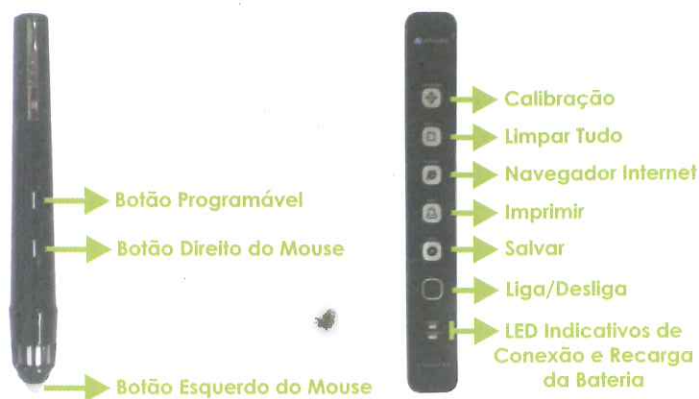 Botão Programável
Botão Direito do Mouse
Botão Esquerdo do Mouse
Calibração
Limpar Tudo
Navegador Internet
Imprimir
Salvar
Liga/Desliga
LED Indicativos de
Conexão e Recarga
da Bateria